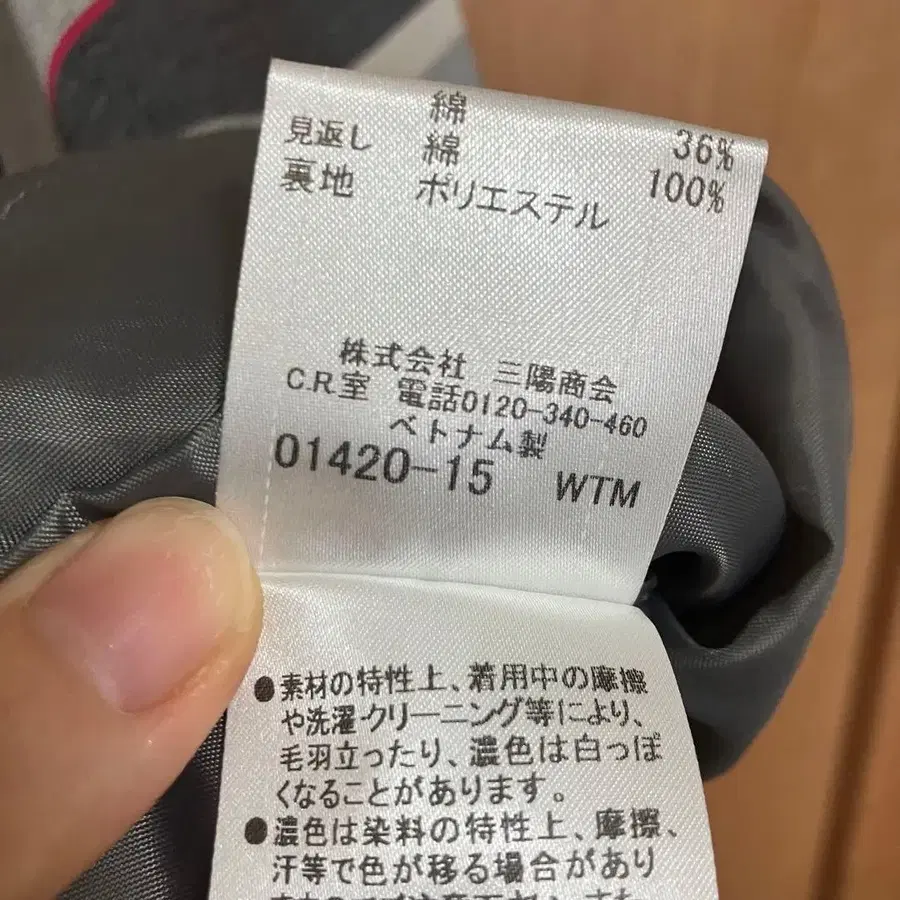 綿 36%
見返し 綿 100%
裏地 ポリエステル
株式会社 三陽商会
C.R.室 電話0120-340-460
ベトナム製
01420-15 WTM
●素材の特性上、着用中の摩擦
や洗濯·クリーニング等により、
毛羽立ったり、濃色は白っぽ
くなることがあります。
●濃色は染料の特性上、摩擦、
汗等で色が移る場合があり